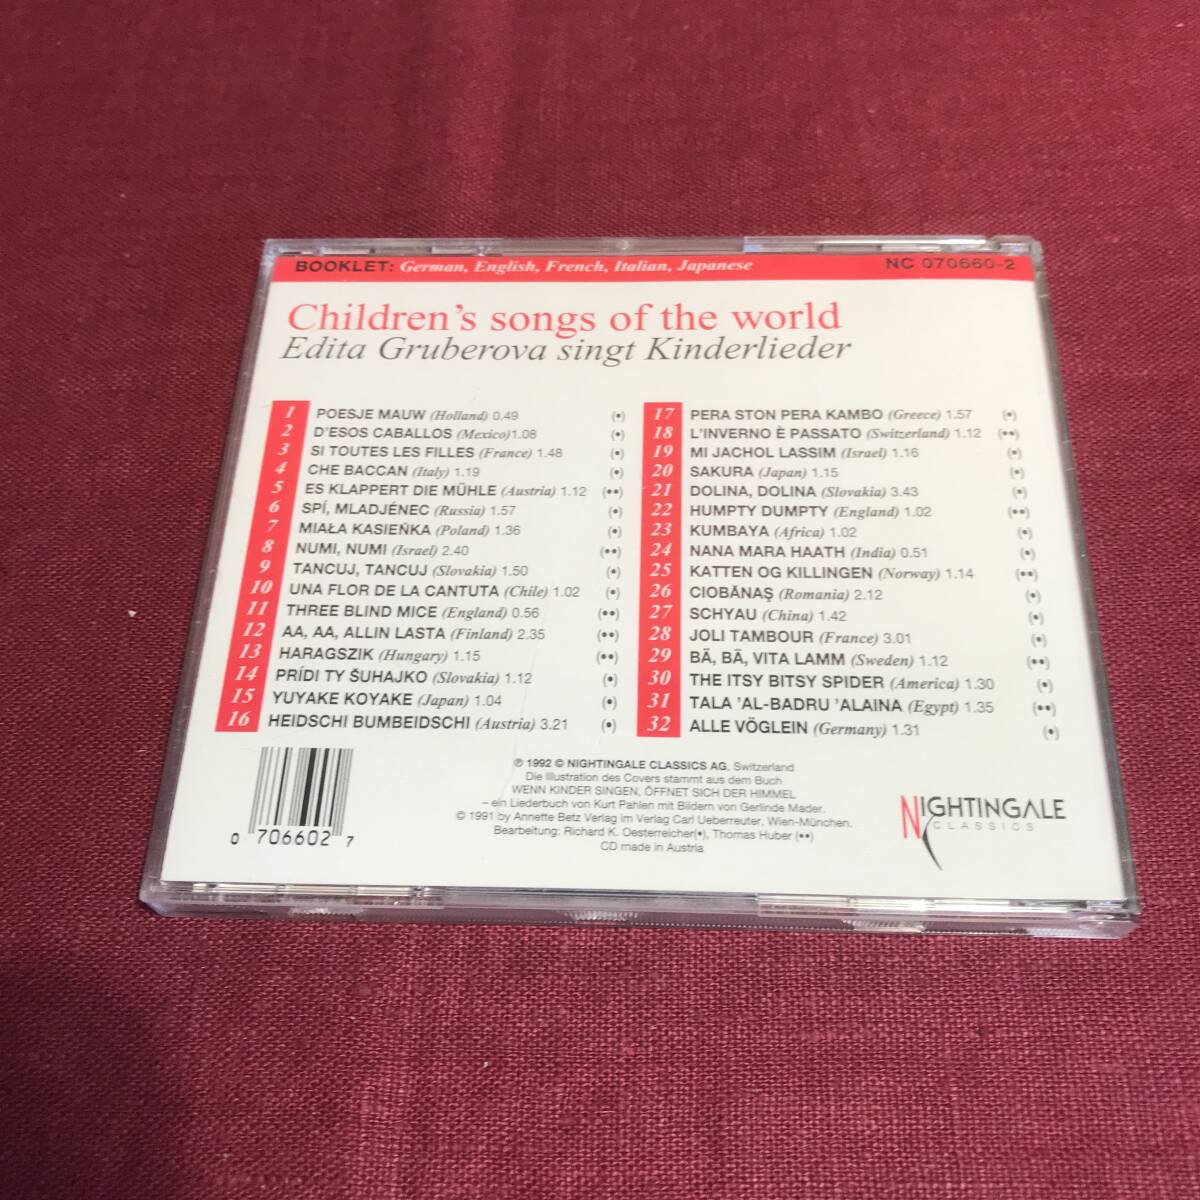 BOOKLET: German, English, French, Italian, Japanese NC 070660-2
Children's songs of the world
Edita Gruberova singt Kinderlieder
1 POESJE MAUW (Holland) 0.49 (•)
2 D'ESOS CABALLOS (Mexico) 1.08 (•)
3 SI TOUTES LES FILLES (France) 1.48 (•)
4 CHE BACCAN (Italy) 1.19 (•)
5 ES KLAPPERT DIE MÜHLE (Austria) 1.12 (••)
6 SPÍ, MLADJÉNEC (Russia) 1.57 (•)
7 MIAŁA KASIEŃKA (Poland) 1.36 (•)
8 NUMI, NUMI (Israel) 2.40 (••)
9 TANCUJ, TANCUJ (Slovakia) 1.50 (•)
10 UNA FLOR DE LA CANTUTA (Chile) 1.02 (•)
11 THREE BLIND MICE (England) 0.56 (••)
12 AA, AA, ALLIN LASTA (Finland) 2.35 (••)
13 HARAGSZIK (Hungary) 1.15 (••)
14 PRÍDI TY ŠUHAJKO (Slovakia) 1.12 (•)
15 YUYAKE KOYAKE (Japan) 1.04 (•)
16 HEIDSCHI BUMBEIDSCHI (Austria) 3.21 (•)
17 PERA STON PERA KAMBO (Greece) 1.57 (•)
18 L'INVERNO È PASSATO (Switzerland) 1.12 (••)
19 MI JACHOL LASSIM (Israel) 1.16 (•)
20 SAKURA (Japan) 1.15 (•)
21 DOLINA, DOLINA (Slovakia) 3.43 (•)
22 HUMPTY DUMPTY (England) 1.02 (••)
23 KUMBAYA (Africa) 1.02 (•)
24 NANA MARA HAATH (India) 0.51 (•)
25 KATTEN OG KILLINGEN (Norway) 1.14 (••)
26 CIOBĂNAŞ (Romania) 2.12 (•)
27 SCHYAU (China) 1.42 (•)
28 JOLI TAMBOUR (France) 3.01 (•)
29 BÄ, BÄ, VITA LAMM (Sweden) 1.12 (••)
30 THE ITSY BITSY SPIDER (America) 1.30 (•)
31 TALA 'AL-BADRU 'ALAINA (Egypt) 1.35 (••)
32 ALLE VÖGLEIN (Germany) 1.31 (•)
℗ 1992 © NIGHTINGALE CLASSICS AG, Switzerland
Die Illustration des Covers stammt aus dem Buch
WENN KINDER SINGEN, ÖFFNET SICH DER HIMMEL
– ein Liederbuch von Kurt Pahlen mit Bildern von Gerlinde Mader.
© 1991 by Annette Betz Verlag im Verlag Carl Ueberreuter, Wien-München.
Bearbeitung: Richard K. Oesterreicher(•), Thomas Huber (••)
CD made in Austria
0 706602 7
NIGHTINGALE
CLASSICS